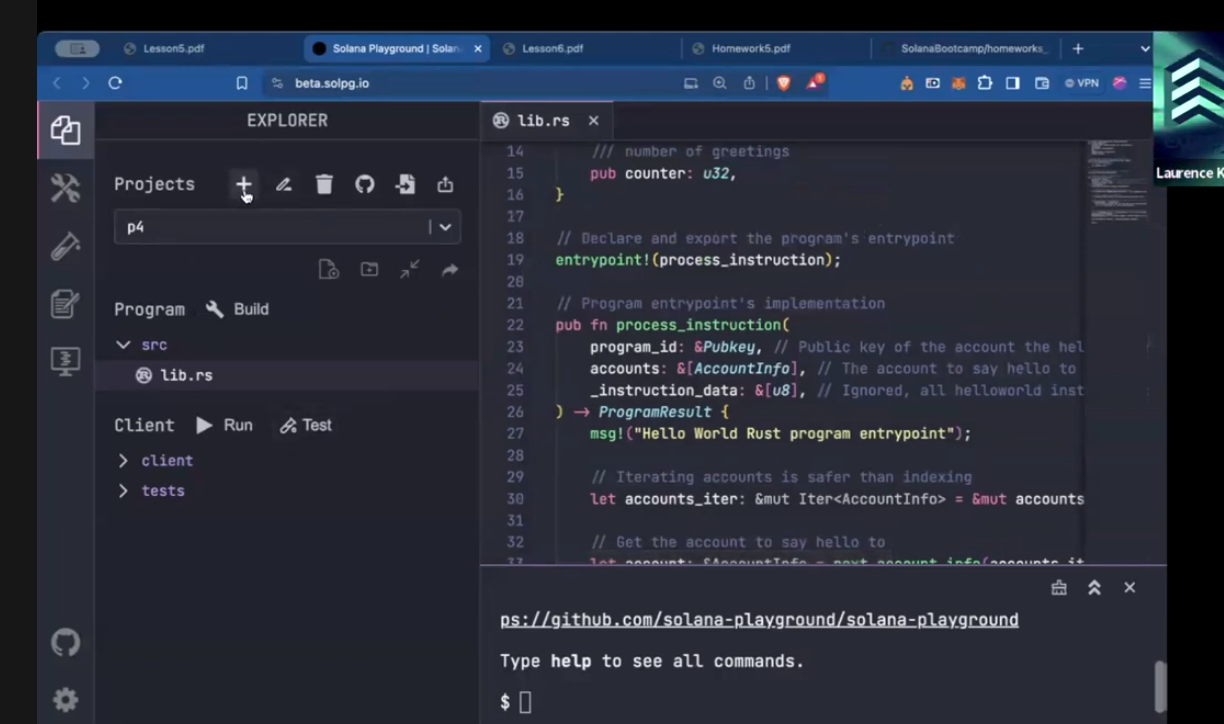 Lesson5.pdf
Solana Playground | Solan
Lesson6.pdf
Homework5.pdf
SolanaBootcamp/homeworks_
beta.solpg.io
VPN
Laurence K
EXPLORER
Projects
p4
Program Build
src
lib.rs
Client Run Test
client
tests
lib.rs
14 /// number of greetings
15 pub counter: u32,
16 }
17
18 // Declare and export the program's entrypoint
19 entrypoint!(process_instruction);
20
21 // Program entrypoint's implementation
22 pub fn process_instruction(
23 program_id: &Pubkey, // Public key of the account the hel
24 accounts: &[AccountInfo], // The account to say hello to
25 _instruction_data: &[u8], // Ignored, all helloworld inst
26 ) → ProgramResult {
27 msg!("Hello World Rust program entrypoint");
28
29 // Iterating accounts is safer than indexing
30 let accounts_iter: &mut Iter<AccountInfo> = &mut accounts
31
32 // Get the account to say hello to
33 let account: &AccountInfo = next_account_info(accounts_it
ps://github.com/solana-playground/solana-playground
Type help to see all commands.
$